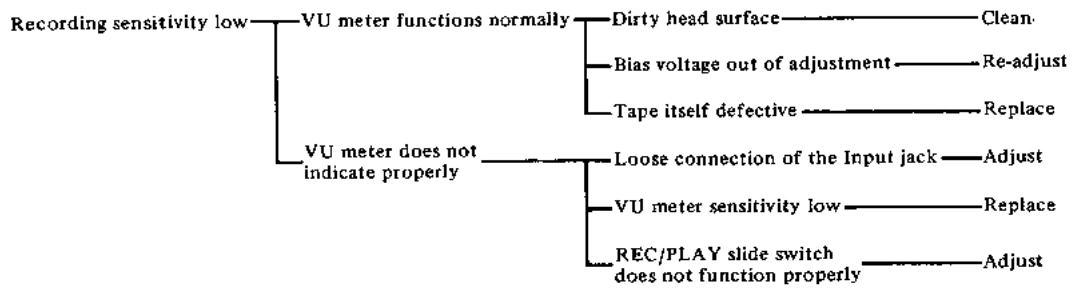 Recording sensitivity low VU meter functions normally Dirty head surface Clean.
Bias voltage out of adjustment Re-adjust
Tape itself defective Replace
VU meter does not
indicate properly
Loose connection of the Input jack Adjust
VU meter sensitivity low Replace
REC/PLAY slide switch
does not function properly Adjust